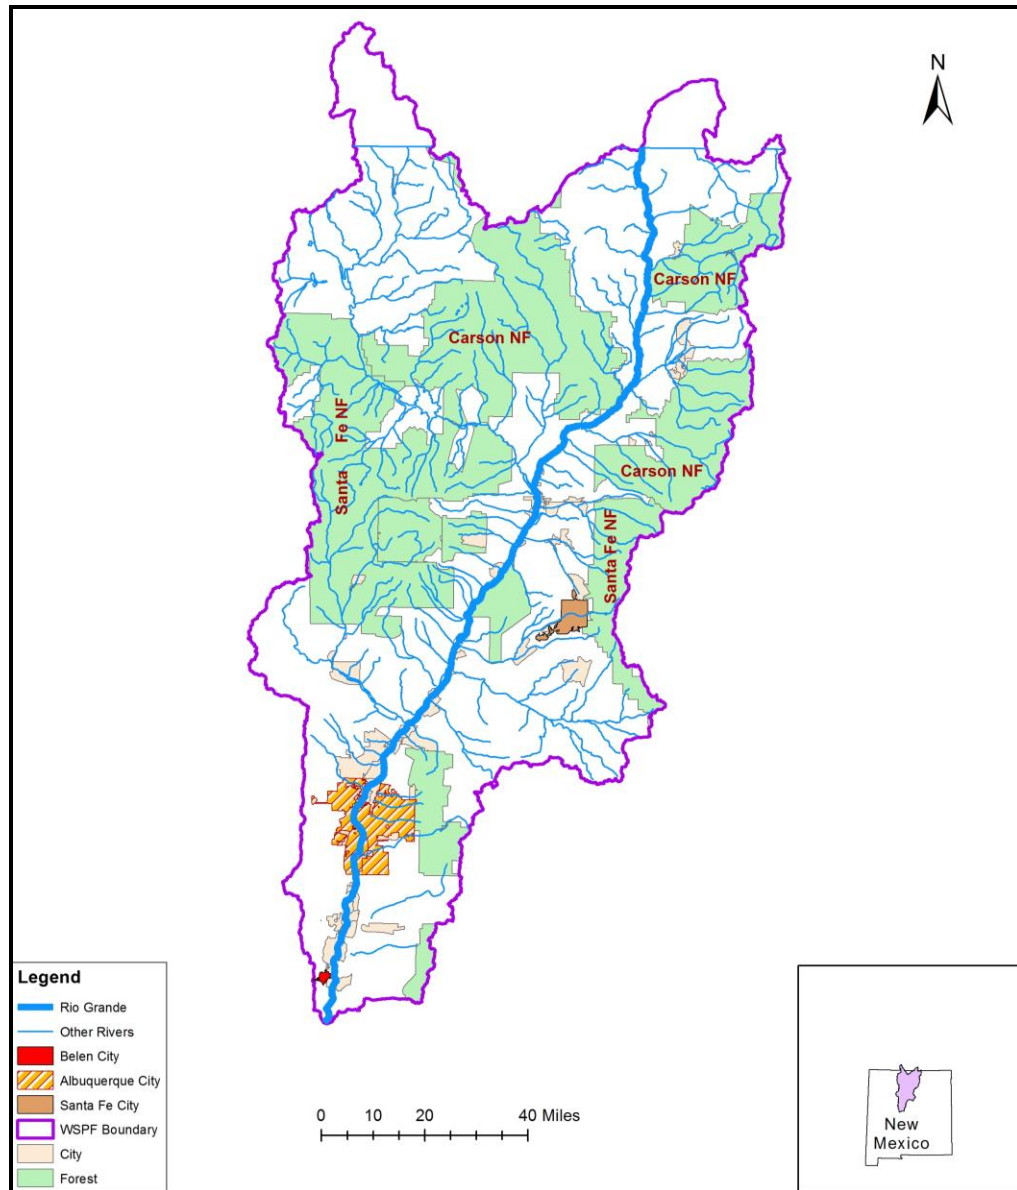 N
Carson NF
Carson NF
Santa Fe NF
Carson NF
Santa Fe NF
Legend
Rio Grande
Other Rivers
Belen City
Albuquerque City
Santa Fe City
WSPF Boundary
City
Forest
0 10 20 40 Miles
New
Mexico